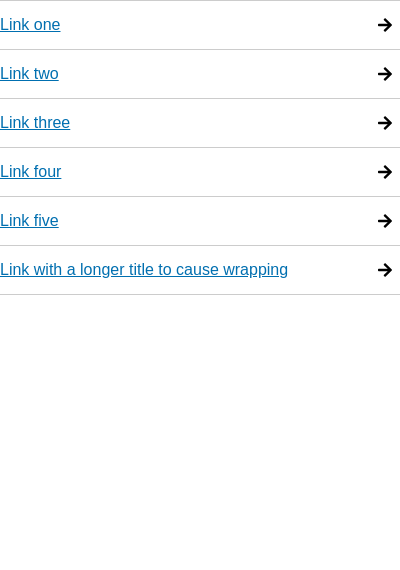 Link one
Link two
Link three
Link four
Link five
Link with a longer title to cause wrapping